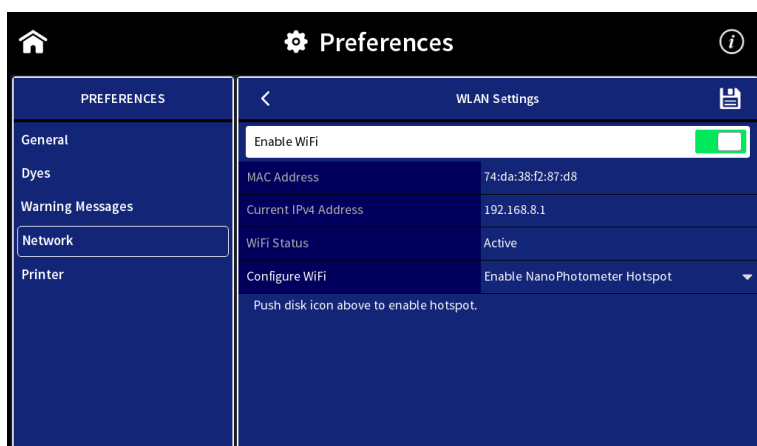 Preferences
PREFERENCES
General
Dyes
Warning Messages
Network
Printer
WLAN Settings
Enable WiFi
MAC Address 74:da:38:f2:87:d8
Current IPv4 Address 192.168.8.1
WiFi Status Active
Configure WiFi Enable NanoPhotometer Hotspot
Push disk icon above to enable hotspot.